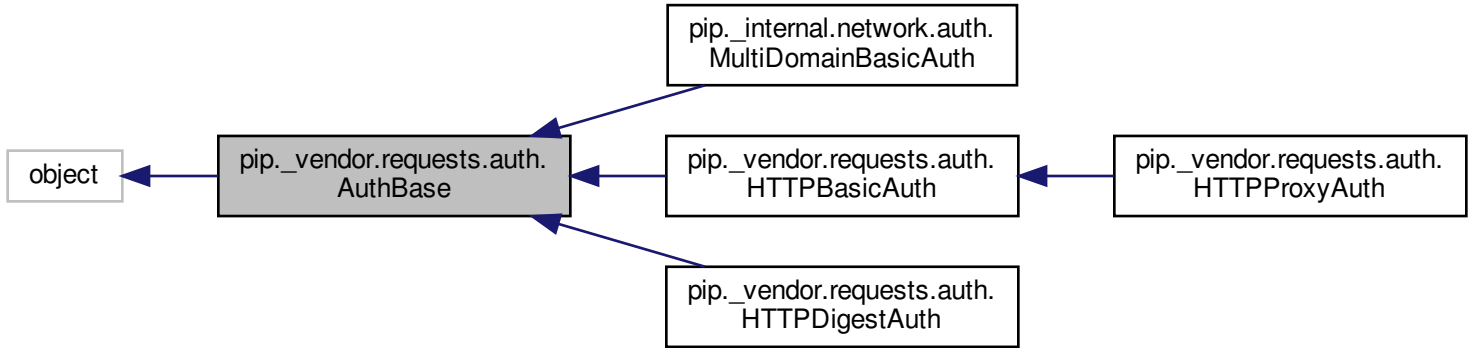 pip._internal.network.auth.
MultiDomainBasicAuth
object
pip._vendor.requests.auth.
AuthBase
pip._vendor.requests.auth.
HTTPBasicAuth
pip._vendor.requests.auth.
HTTPProxyAuth
pip._vendor.requests.auth.
HTTPDigestAuth